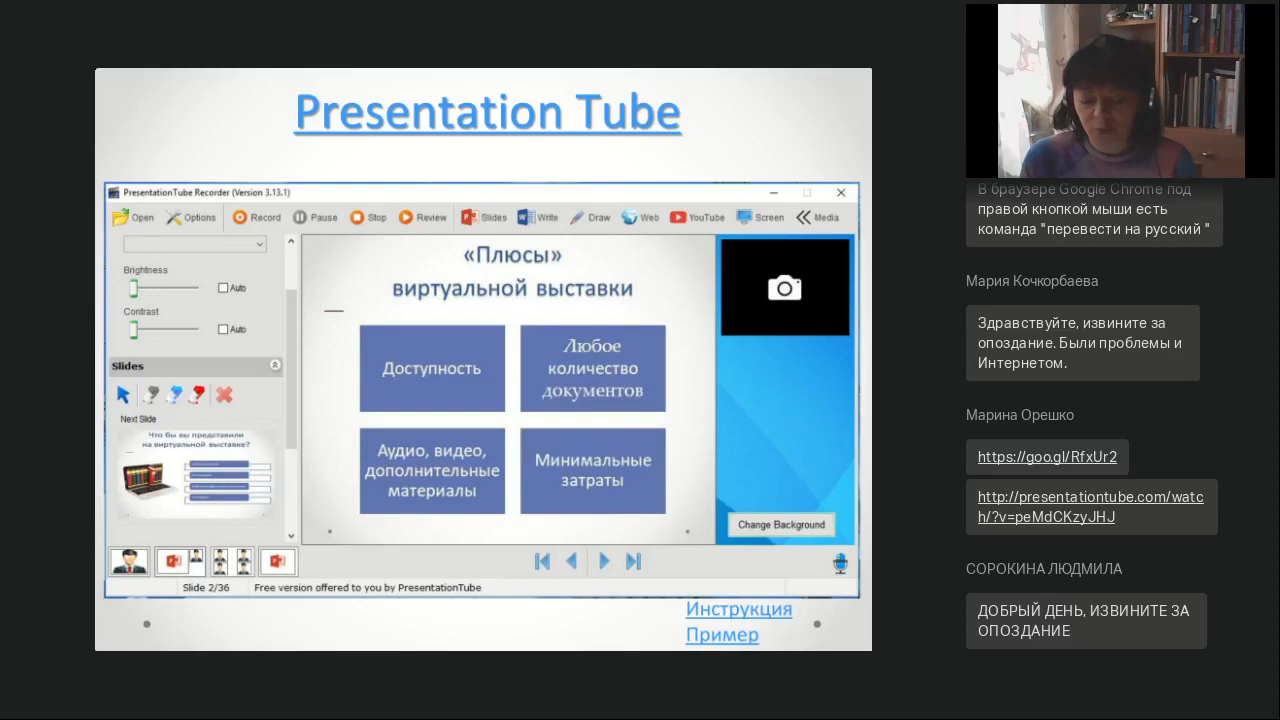 Presentation Tube
PresentationTube Recorder (Version 3.13.1)
Open Options Record Pause Stop Review Slides Write Draw Web YouTube Screen Media
Brightness
Auto
Contrast
Auto
Slides
Next Slide
Что бы вы представили
на виртуальной выставке?
«Плюсы»
виртуальной выставки
Доступность
Любое
количество
документов
Аудио, видео,
дополнительные
материалы
Минимальные
затраты
Change Background
Slide 2/36
Free version offered to you by PresentationTube
Инструкция
Пример
В браузере Google Chrome под
правой кнопкой мыши есть
команда "перевести на русский "
Мария Кочкорбаева
Здравствуйте, извините за
опоздание. Были проблемы и
Интернетом.
Марина Орешко
https://goo.gl/RfxUr2
http://presentationtube.com/watc
h/?v=peMdCKzyJHJ
СОРОКИНА ЛЮДМИЛА
ДОБРЫЙ ДЕНЬ, ИЗВИНИТЕ ЗА
ОПОЗДАНИЕ